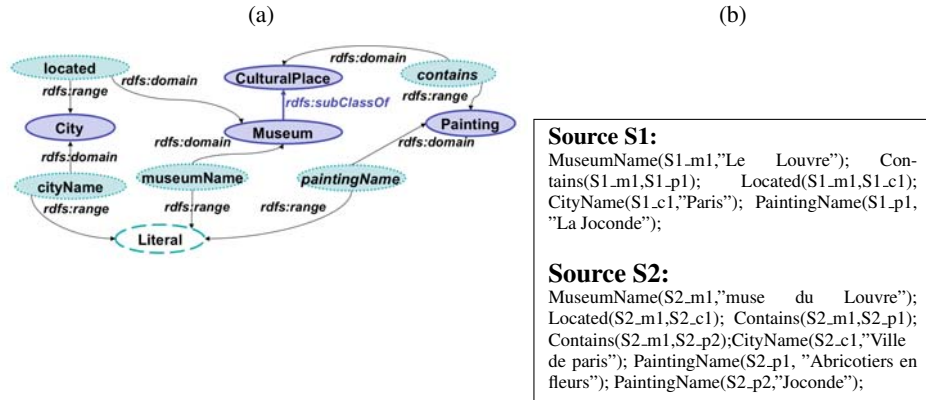 (a)
(b)
located
rdfs:domain
CulturalPlace
rdfs:domain
contains
rdfs:range
rdfs:subClassOf
rdfs:range
City
rdfs:domain
Museum
Painting
rdfs:domain
rdfs:domain
cityName
museumName
paintingName
rdfs:range
rdfs:range
rdfs:range
Literal
Source S1:
MuseumName(S1_m1,"Le Louvre"); Con-
tains(S1_m1,S1_p1); Located(S1_m1,S1_c1);
CityName(S1_c1,"Paris"); PaintingName(S1_p1,
"La Joconde");
Source S2:
MuseumName(S2_m1,"muse du Louvre");
Located(S2_m1,S2_c1); Contains(S2_m1,S2_p1);
Contains(S2_m1,S2_p2);CityName(S2_c1,"Ville
de paris"); PaintingName(S2_p1, "Abricotiers en
fleurs"); PaintingName(S2_p2,"Joconde");